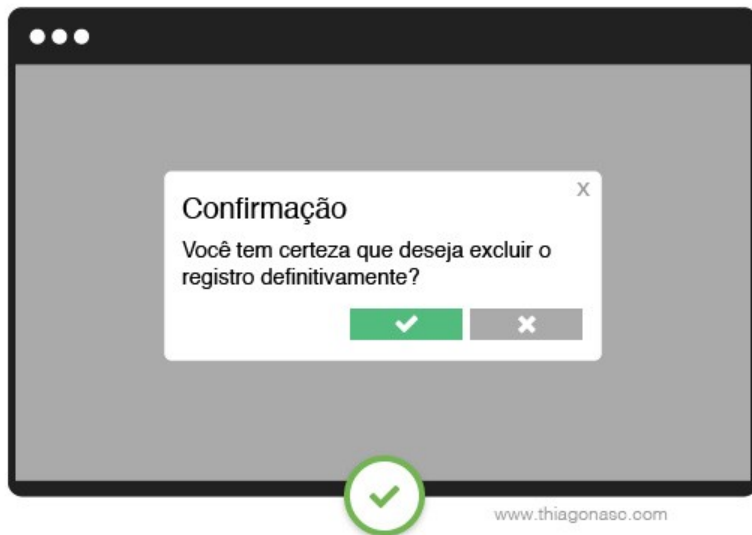 X
Confirmação
Você tem certeza que deseja excluir o
registro definitivamente?
www.thiagonasc.com